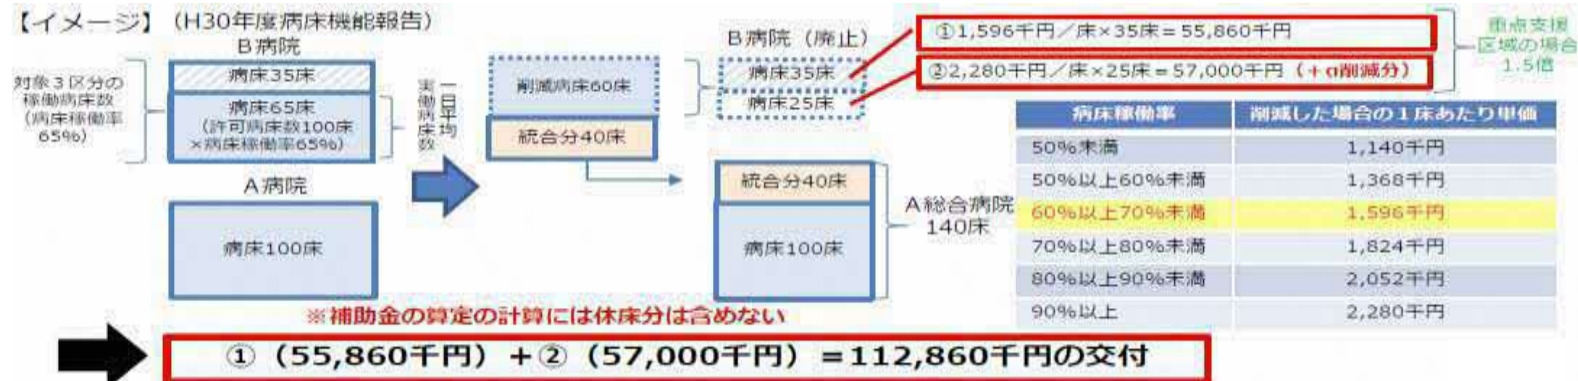 【イメージ】（H30年度病床機能報告）
B病院
対象３区分の
稼働病床数
（病床稼働率
65%）
病床35床
病床65床
（許可病床数100床
×病床稼働率65%）
一日平均
実働病床数
A病院
病床100床
削減病床60床
統合分40床
B病院（廃止）
病床35床
病床25床
統合分40床
病床100床
A総合病院
140床
①1,596千円／床×35床＝55,860千円
②2,280千円／床×25床＝57,000千円（＋α削減分）
重点支援
区域の場合
1.5倍
病床稼働率 削減した場合の１床あたり単価
50%未満 1,140千円
50%以上60%未満 1,368千円
60%以上70%未満 1,596千円
70%以上80%未満 1,824千円
80%以上90%未満 2,052千円
90%以上 2,280千円
※補助金の算定の計算には休床分は含めない
①（55,860千円）＋②（57,000千円）＝112,860千円の交付